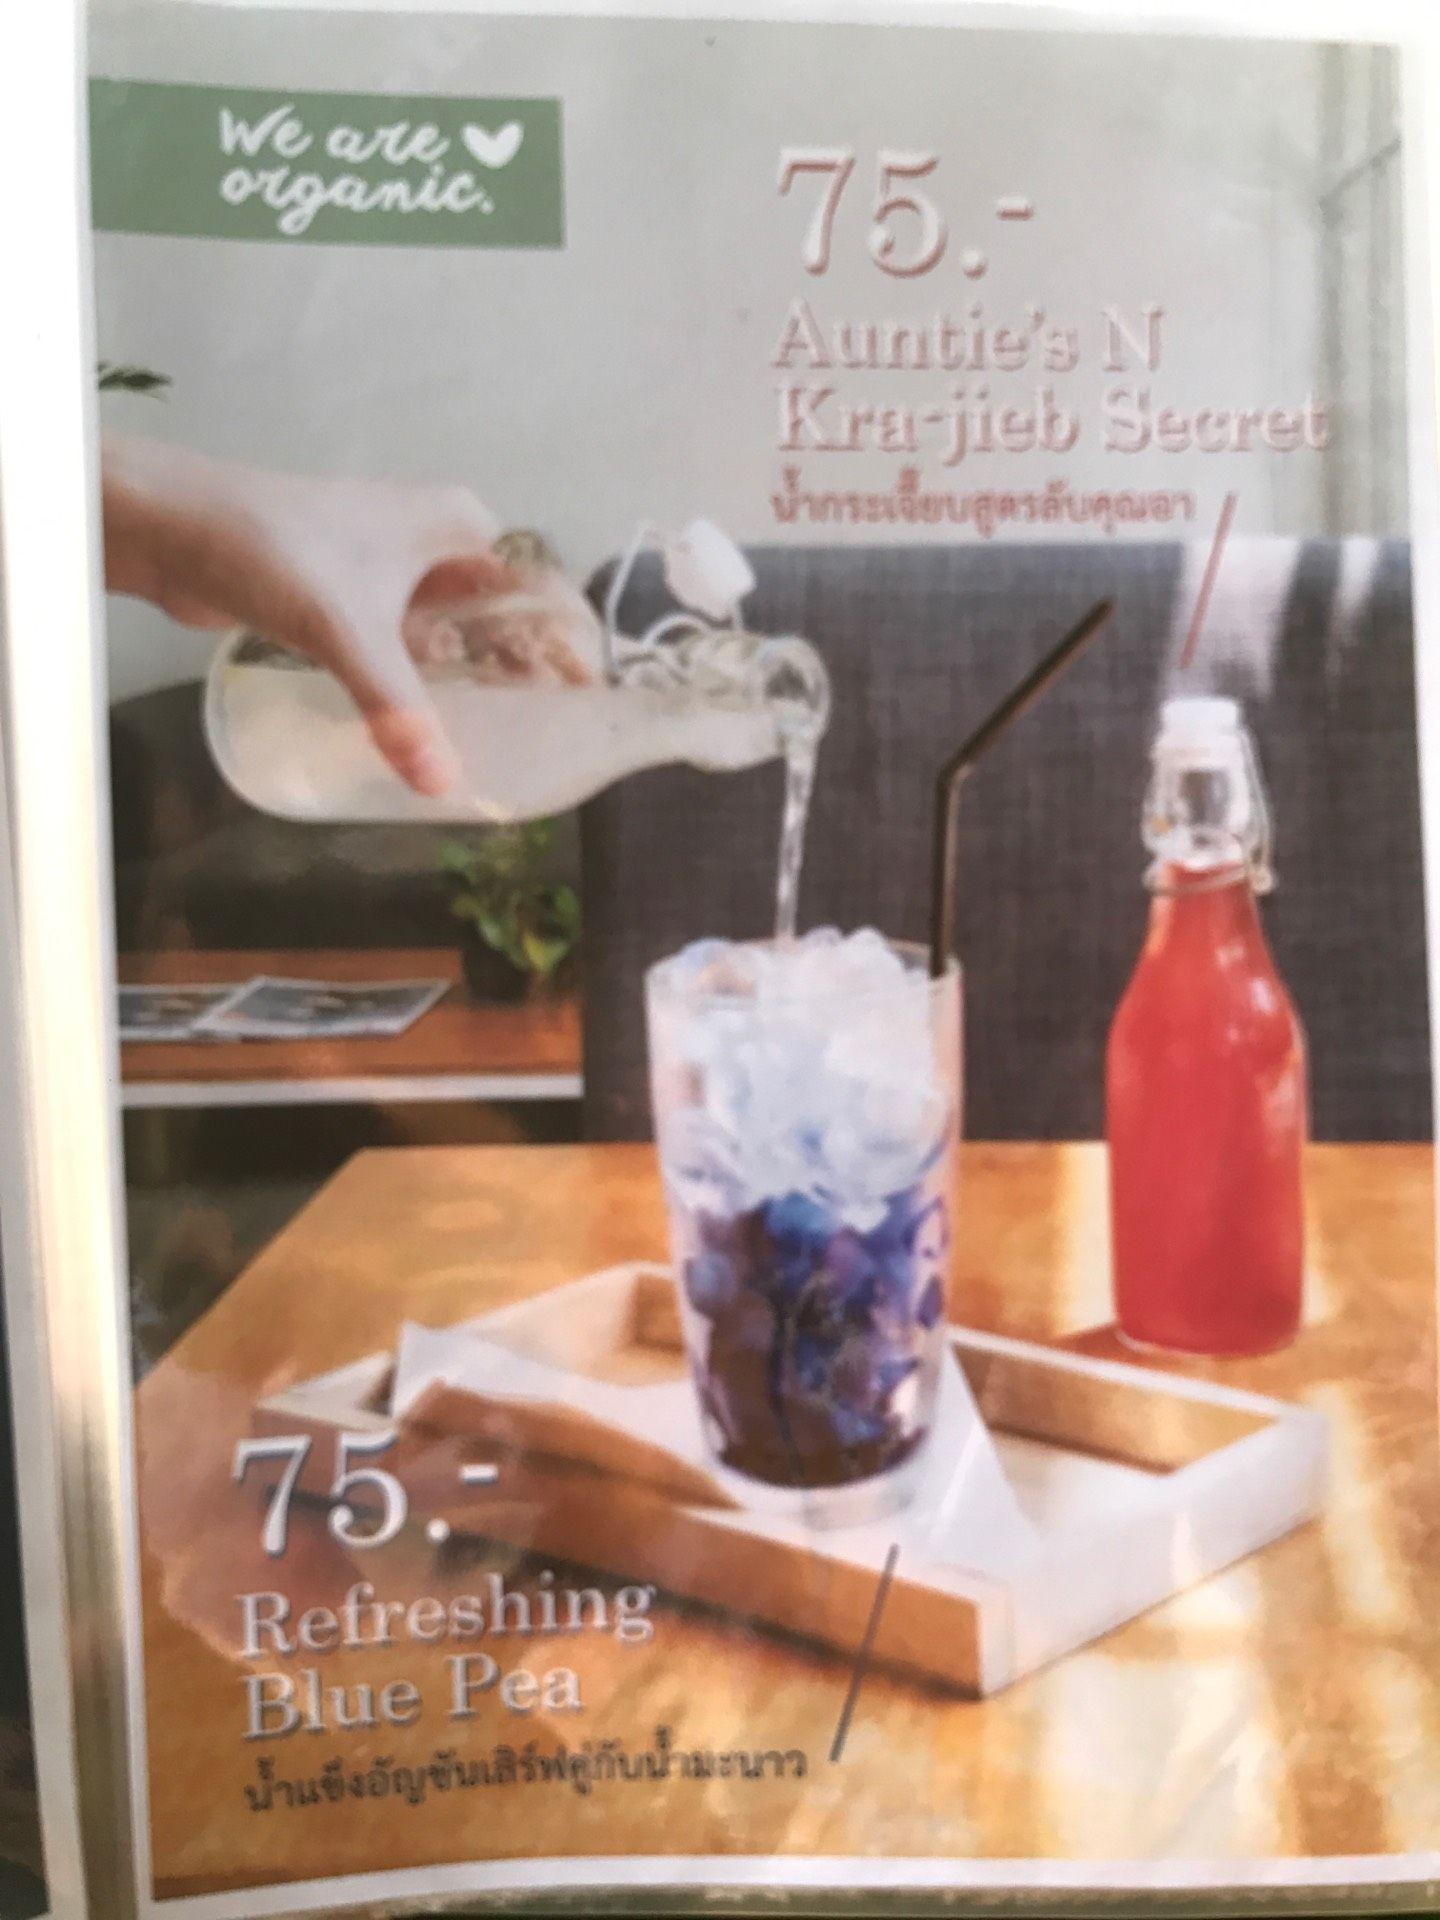 We are
organic.
75.-
Auntie's N
Kra-jieb Secret
น้ำกระเจี๊ยบสูตรลับคุณอา
75.-
Refreshing
Blue Pea
น้ำแข็งอัญชันเสิร์ฟคู่กับน้ำมะนาว